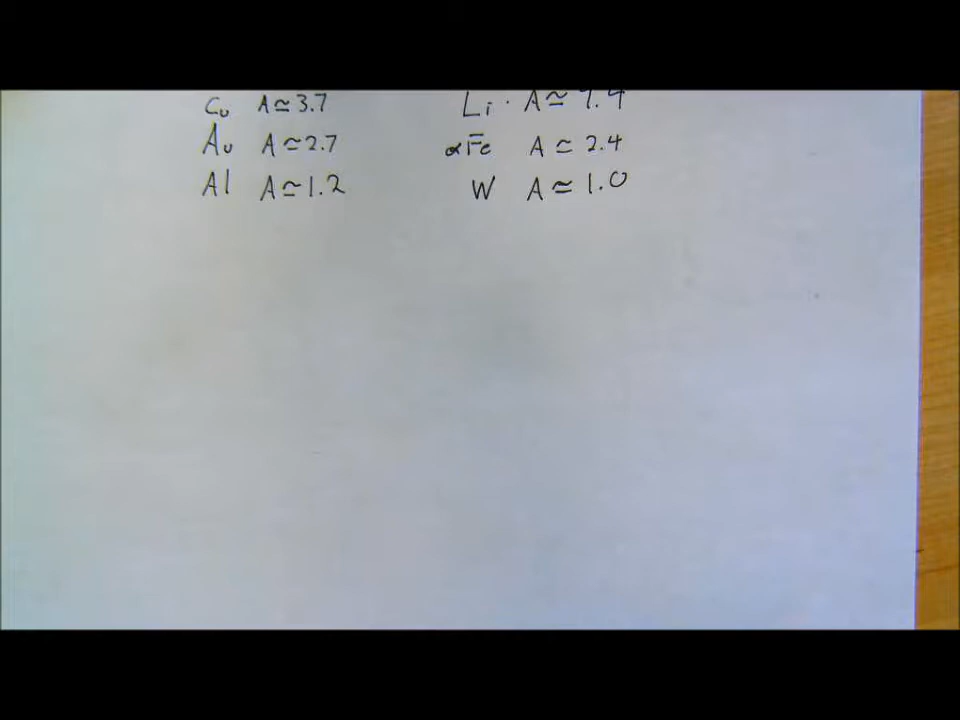 Cu A≃3.7 Li · A≃
Au A≃2.7 αFe A≃2.4
Al A≃1.2 W A≃1.0